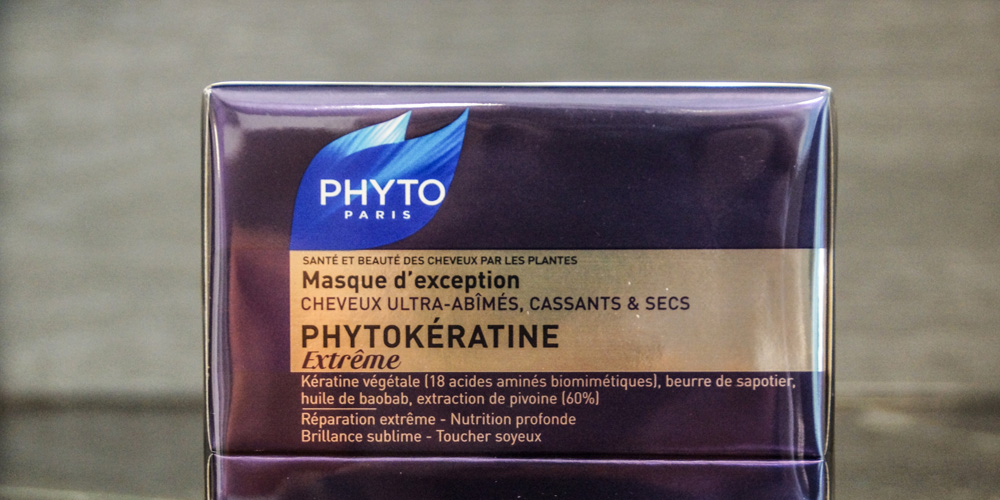 PHYTO
PARIS
SANTÉ ET BEAUTÉ DES CHEVEUX PAR LES PLANTES
Masque d'exception
CHEVEUX ULTRA-ABÎMÉS, CASSANTS & SECS
PHYTOKÉRATINE
Extrême
Kératine végétale (18 acides aminés biomimétiques), beurre de sapotier,
huile de baobab, extraction de pivoine (60%)
Réparation extrême - Nutrition profonde
Brillance sublime - Toucher soyeux